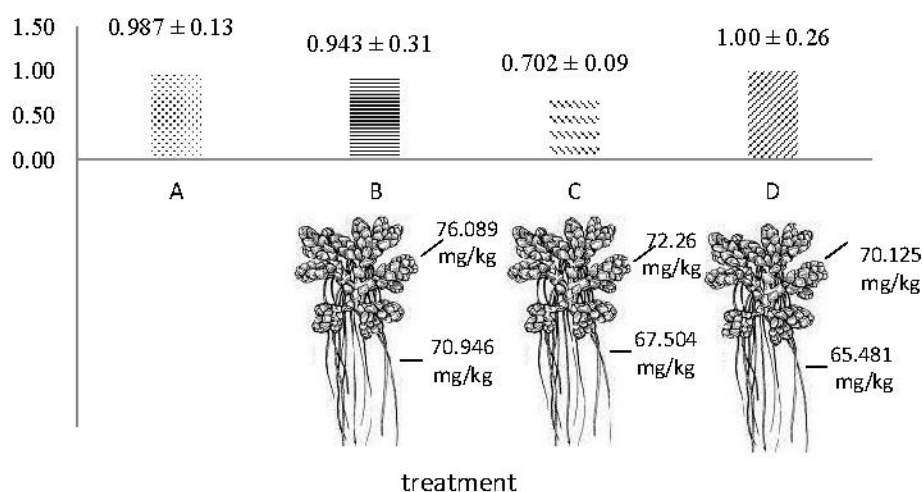 1.50
1.00
0.50
0.00
0.987 ± 0.13
0.943 ± 0.31
0.702 ± 0.09
1.00 ± 0.26
A
B
C
D
76.089
mg/kg
70.946
mg/kg
72.26
mg/kg
67.504
mg/kg
70.125
mg/kg
65.481
mg/kg
treatment